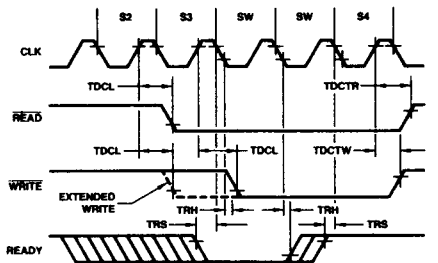 S2 S3 SW SW S4
CLK
TDCL TDCTR
READ
TDCL TDCL TDCTW
WRITE
EXTENDED
WRITE
TRH TRH
TRS TRS
READY